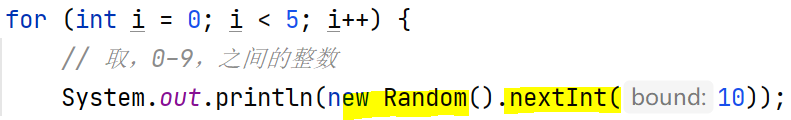 for (int i = 0; i < 5; i++) {
// 取，0-9，之间的整数
System.out.println(new Random().nextInt( bound: 10));